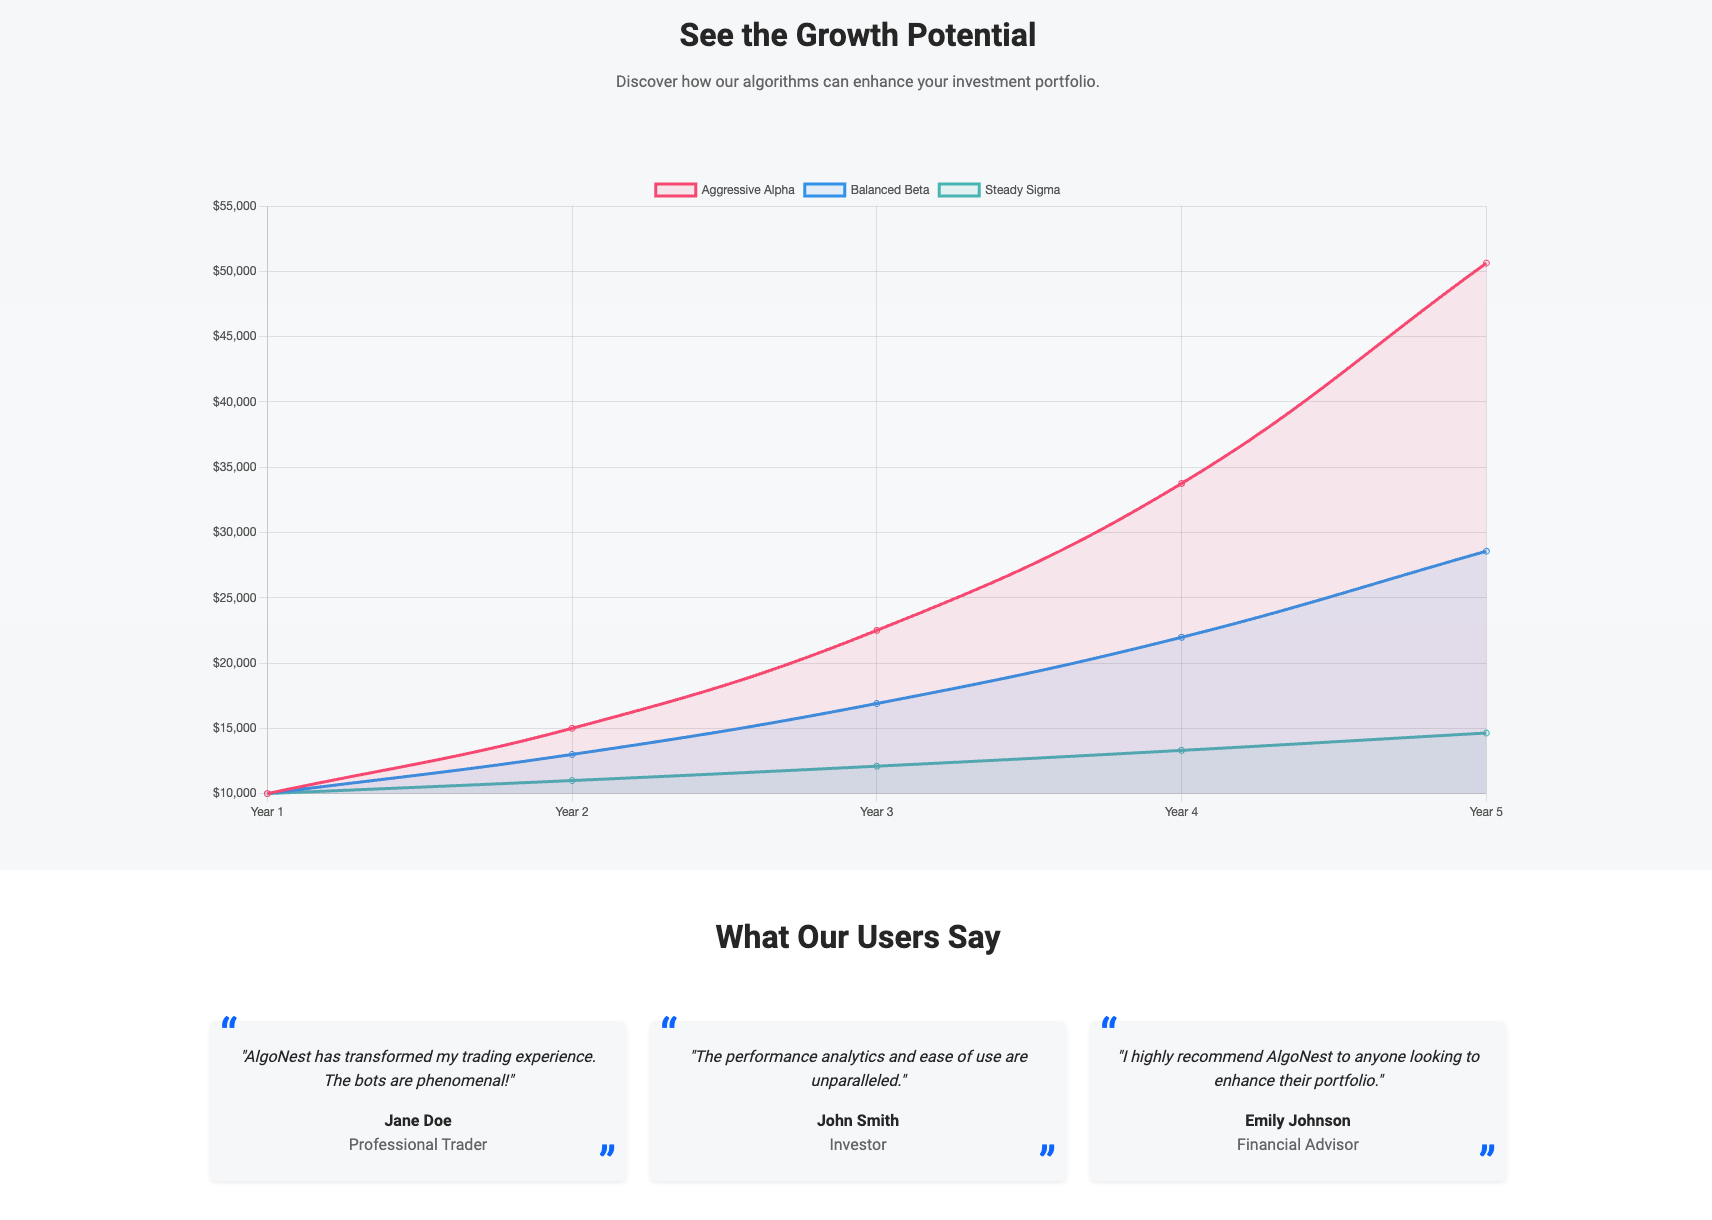 See the Growth Potential
Discover how our algorithms can enhance your investment portfolio.
Aggressive Alpha Balanced Beta Steady Sigma
$55,000
$50,000
$45,000
$40,000
$35,000
$30,000
$25,000
$20,000
$15,000
$10,000
Year 1 Year 2 Year 3 Year 4 Year 5
What Our Users Say
“
"AlgoNest has transformed my trading experience.
The bots are phenomenal!"
Jane Doe
Professional Trader
”
“
"The performance analytics and ease of use are
unparalleled."
John Smith
Investor
”
“
"I highly recommend AlgoNest to anyone looking to
enhance their portfolio."
Emily Johnson
Financial Advisor
”